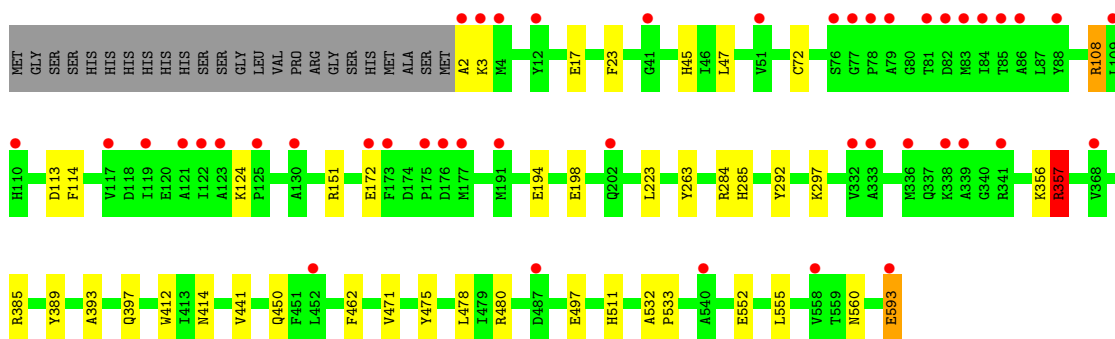 MET GLY SER SER HIS HIS HIS HIS HIS HIS SER SER GLY LEU VAL PRO ARG GLY SER HIS MET ALA SER MET A2 K3 M4 Y12 E17 F23 G41 H45 I46 L47 V51 C72 S76 G77 P78 A79 G80 T81 D82 M83 I84 T85 A86 L87 Y88 R108 L109
H110 D113 F114 V117 D118 I119 E120 A121 I122 A123 K124 P125 A130 R151 E172 F173 D174 P175 D176 M177 M191 E194 E198 Q202 L223 Y263 R284 H285 Y292 K297 V332 A333 M336 Q337 K338 A339 G340 R341 K356 R357 V368
R385 Y389 A393 Q397 W412 I413 N414 V441 Q450 F451 L452 F462 V471 Y475 L478 I479 R480 D487 E497 H511 A532 P533 A540 E552 L555 V558 T559 N560 E593